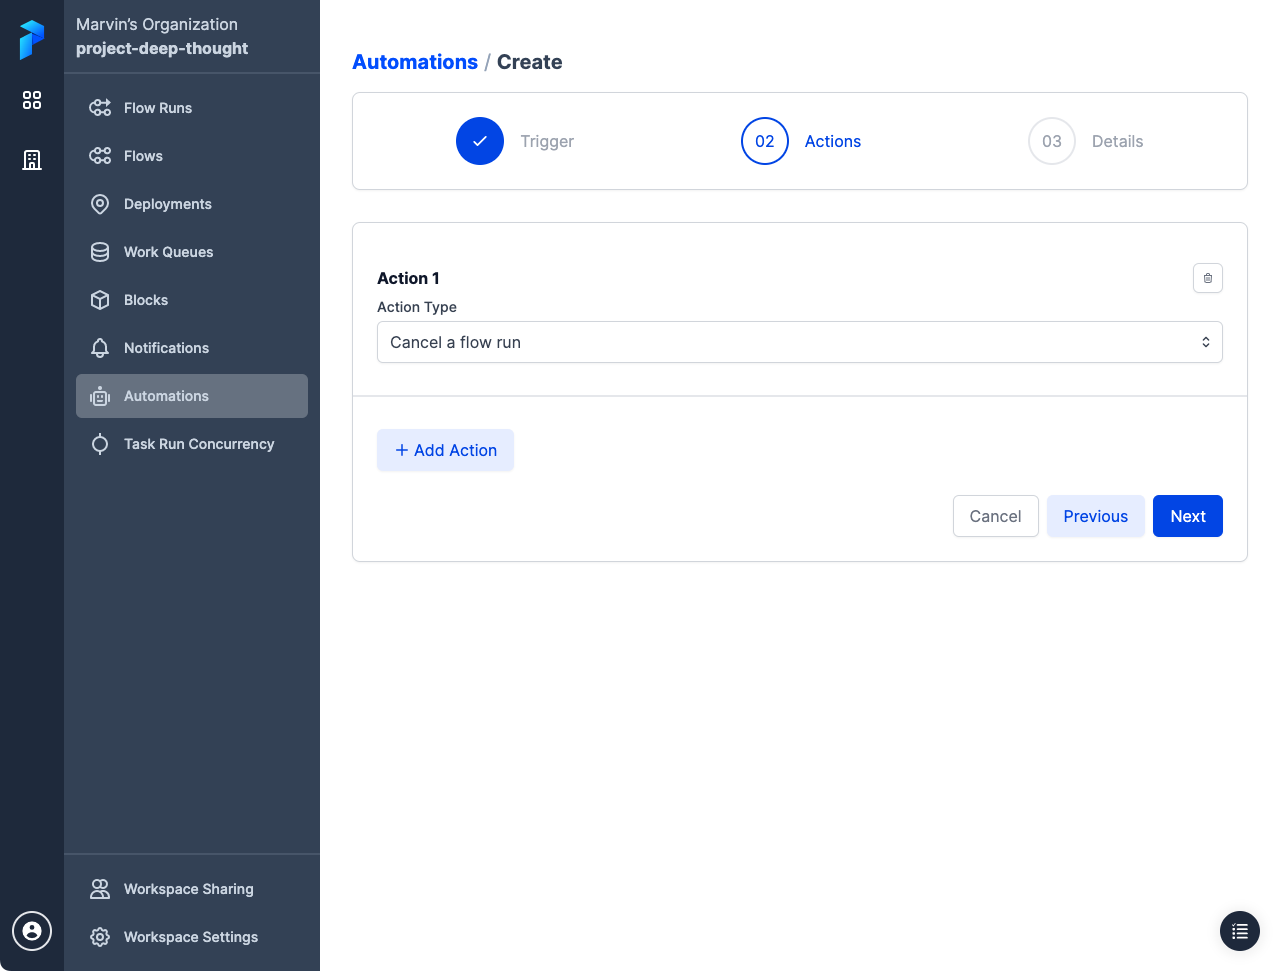 Marvin's Organization
project-deep-thought
Flow Runs
Flows
Deployments
Work Queues
Blocks
Notifications
Automations
Task Run Concurrency
Workspace Sharing
Workspace Settings
Automations / Create
Trigger
02 Actions
03 Details
Action 1
Action Type
Cancel a flow run
+ Add Action
Cancel Previous Next